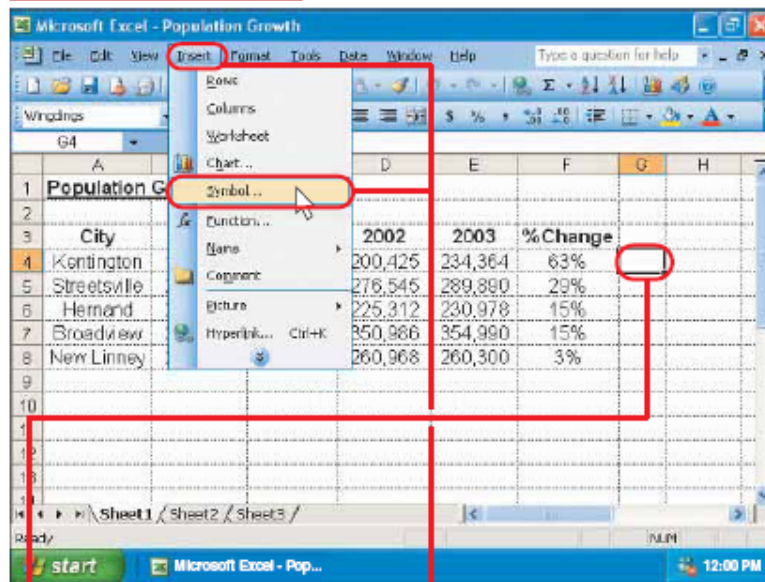 Microsoft Excel - Population Growth
File Edit View Insert Format Tools Data Window Help Type a question for help
Wingdings
G4
A D E F G H
Rows
Columns
Worksheet
Chart...
Symbol...
Function...
Name
Comment
Picture
Hyperlink... Ctrl+K
1 Population G
2
3 City 2002 2003 %Change
4 Kentington 200,425 234,364 63%
5 Streetsville 276,545 289,890 29%
6 Hernand 225,312 230,978 15%
7 Broadview 350,986 354,990 15%
8 New Linney 260,968 260,300 3%
9
10
Sheet1 / Sheet2 / Sheet3 /
Ready NUM
start Microsoft Excel - Pop... 12:00 PM